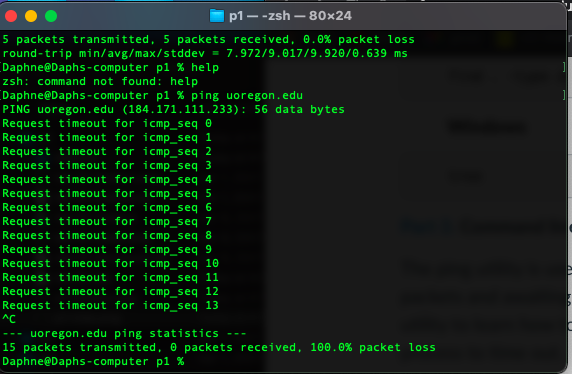 p1 — -zsh — 80×24
5 packets transmitted, 5 packets received, 0.0% packet loss
round-trip min/avg/max/stddev = 7.972/9.017/9.920/0.639 ms
[Daphne@Daphs-computer p1 % help ]
zsh: command not found: help
[Daphne@Daphs-computer p1 % ping uoregon.edu ]
PING uoregon.edu (184.171.111.233): 56 data bytes
Request timeout for icmp_seq 0
Request timeout for icmp_seq 1
Request timeout for icmp_seq 2
Request timeout for icmp_seq 3
Request timeout for icmp_seq 4
Request timeout for icmp_seq 5
Request timeout for icmp_seq 6
Request timeout for icmp_seq 7
Request timeout for icmp_seq 8
Request timeout for icmp_seq 9
Request timeout for icmp_seq 10
Request timeout for icmp_seq 11
Request timeout for icmp_seq 12
Request timeout for icmp_seq 13
^C
--- uoregon.edu ping statistics ---
15 packets transmitted, 0 packets received, 100.0% packet loss
Daphne@Daphs-computer p1 %